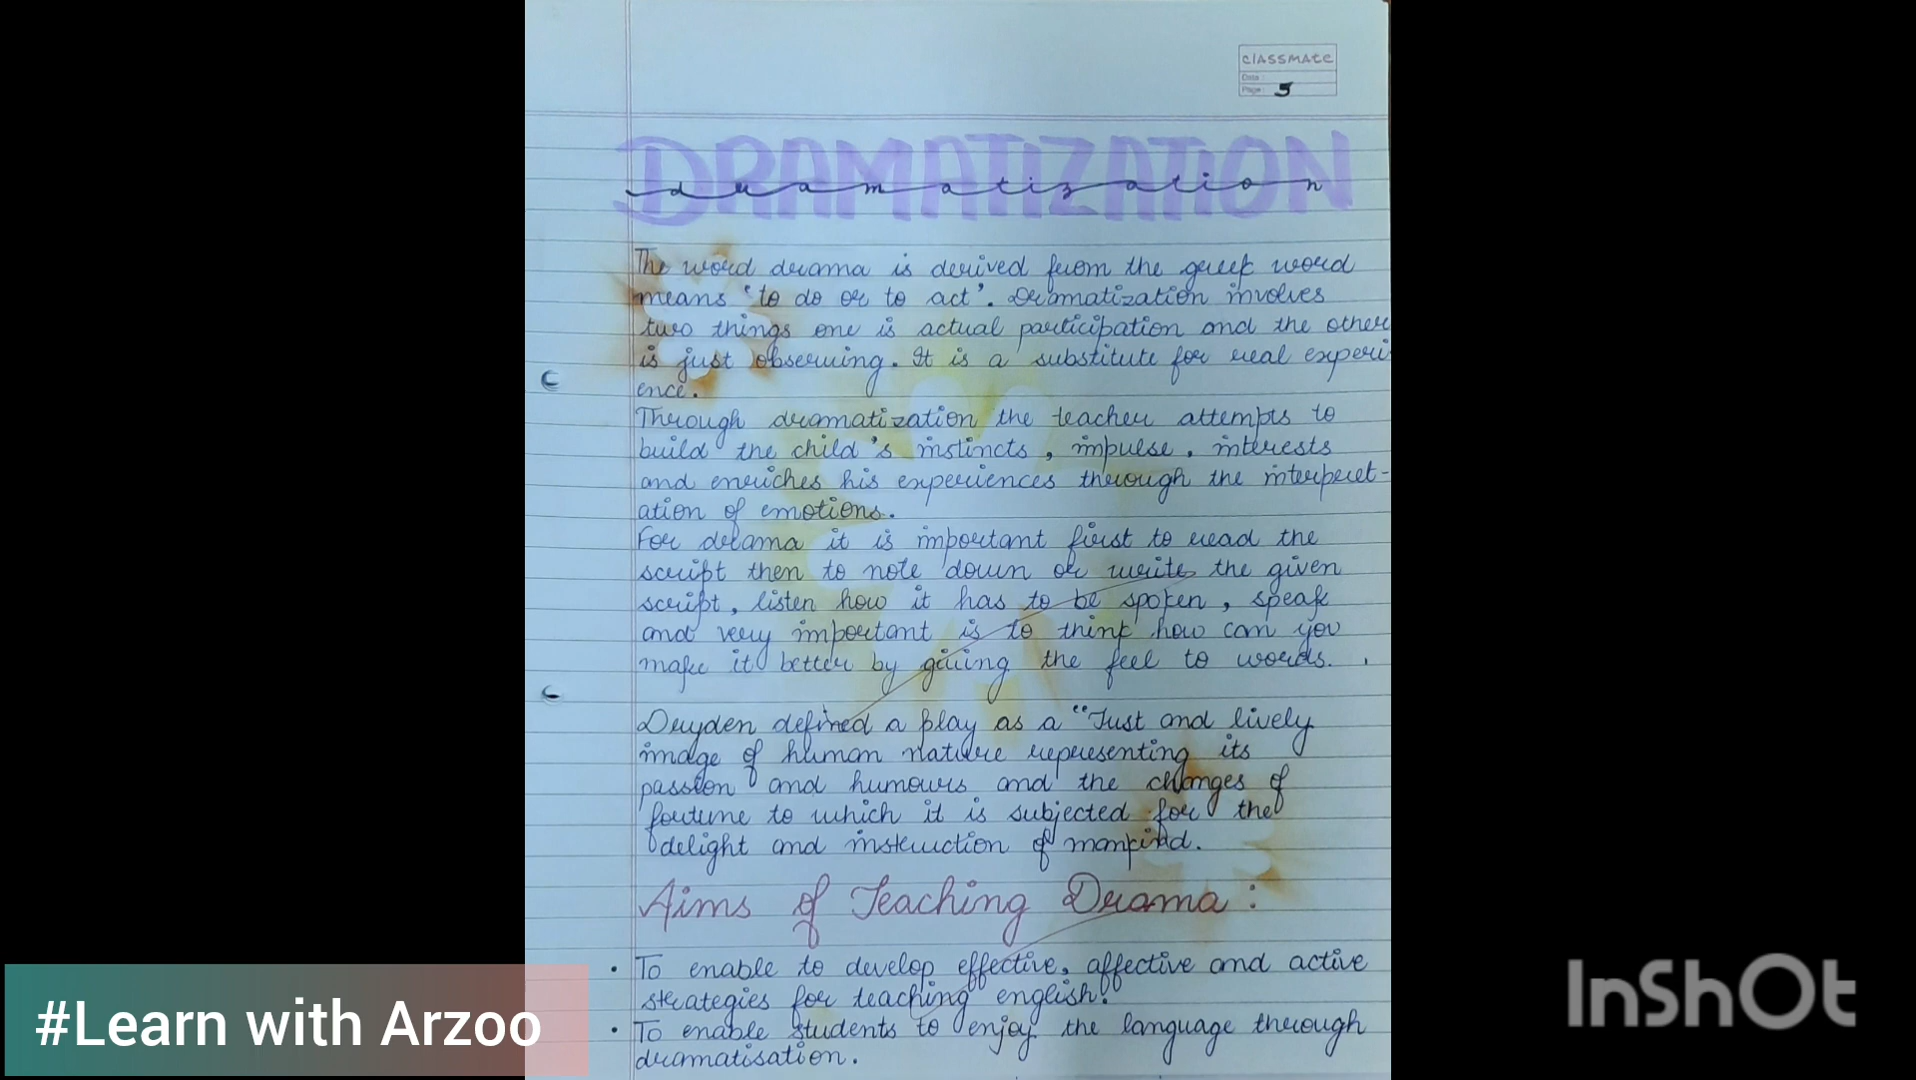 CLASSMATE
Date :
Page : 5
DRAMATIZATION
dramatization
The word drama is derived from the greek word
means 'to do or to act'. Dramatization involves
two things one is actual participation and the other
is just observing. It is a substitute for real experi
ence.
Through dramatization the teacher attempts to
build the child's instincts, impulse, interests
and enriches his experiences through the interpret-
ation of emotions.
For drama it is important first to read the
script then to note down or write the given
script, listen how it has to be spoken, speak
and very important is to think how can you
make it better by giving the feel to words.
Dryden defined a play as a "Just and lively
image of human nature representing its
passion and humours and the changes of
fortune to which it is subjected for the
delight and instruction of mankind.
Aims of Teaching Drama :
• To enable to develop effective, affective and active
strategies for teaching english.
• To enable students to enjoy the language through
dramatisation.
#Learn with Arzoo
InShOt